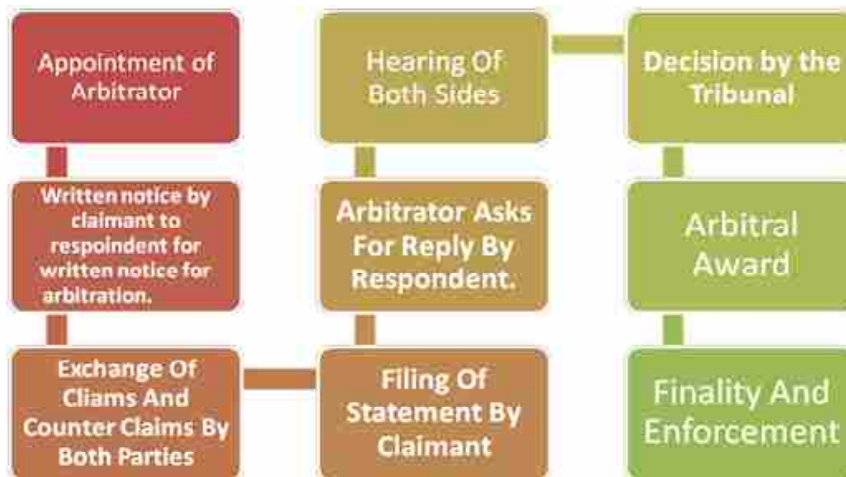 Appointment of
Arbitrator
Written notice by
claimant to
respoindent for
written notice for
arbitration.
Exchange Of
Cliams And
Counter Claims By
Both Parties
Filing Of
Statement By
Claimant
Arbitrator Asks
For Reply By
Respondent.
Hearing Of
Both Sides
Decision by the
Tribunal
Arbitral
Award
Finality And
Enforcement